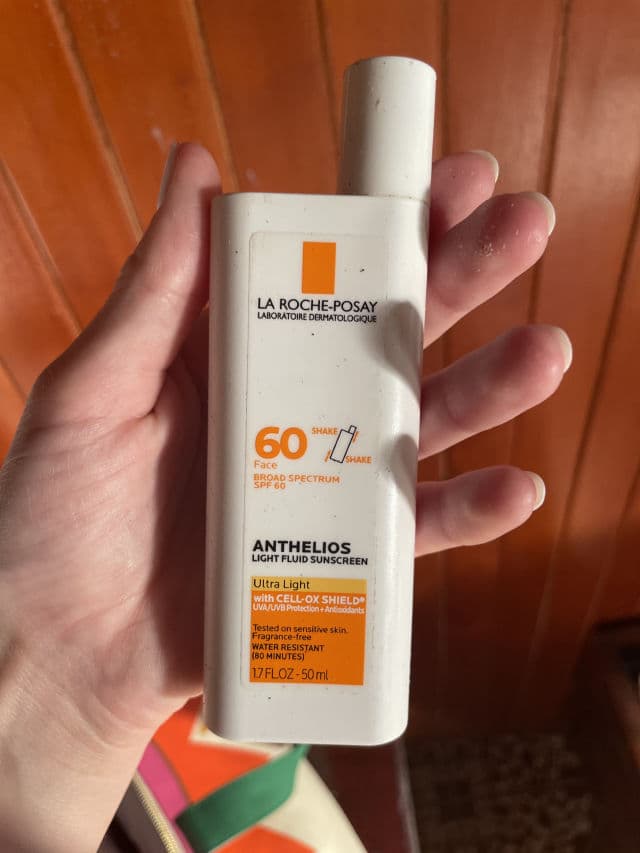 LA ROCHE-POSAY
LABORATOIRE DERMATOLOGIQUE
60
SHAKE
SHAKE
Face
BROAD SPECTRUM
SPF 60
ANTHELIOS
LIGHT FLUID SUNSCREEN
Ultra Light
with CELL-OX SHIELD®
UVA/UVB Protection + Antioxidants
Tested on sensitive skin.
Fragrance-free
WATER RESISTANT
(80 MINUTES)
1.7 FL.OZ - 50 ml